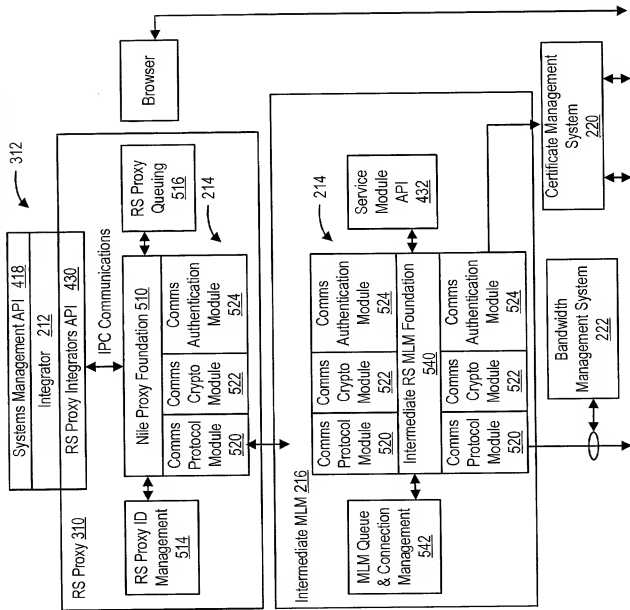 312
Systems Management API 418
Integrator 212
RS Proxy Integrators API 430
RS Proxy 310
IPC Communications
RS Proxy ID
Management
514
Nile Proxy Foundation 510
Comms
Protocol
Module
520
Comms
Crypto
Module
522
Comms
Authentication
Module
524
RS Proxy
Queuing
516
214
Browser
Intermediate MLM 216
MLM Queue
& Connection
Management
542
Comms
Protocol
Module
520
Comms
Crypto
Module
522
Comms
Authentication
Module
524
Intermediate RS MLM Foundation
540
Comms
Protocol
Module
520
Comms
Crypto
Module
522
Comms
Authentication
Module
524
214
Service
Module
API
432
Bandwidth
Management System
222
Certificate Management
System
220